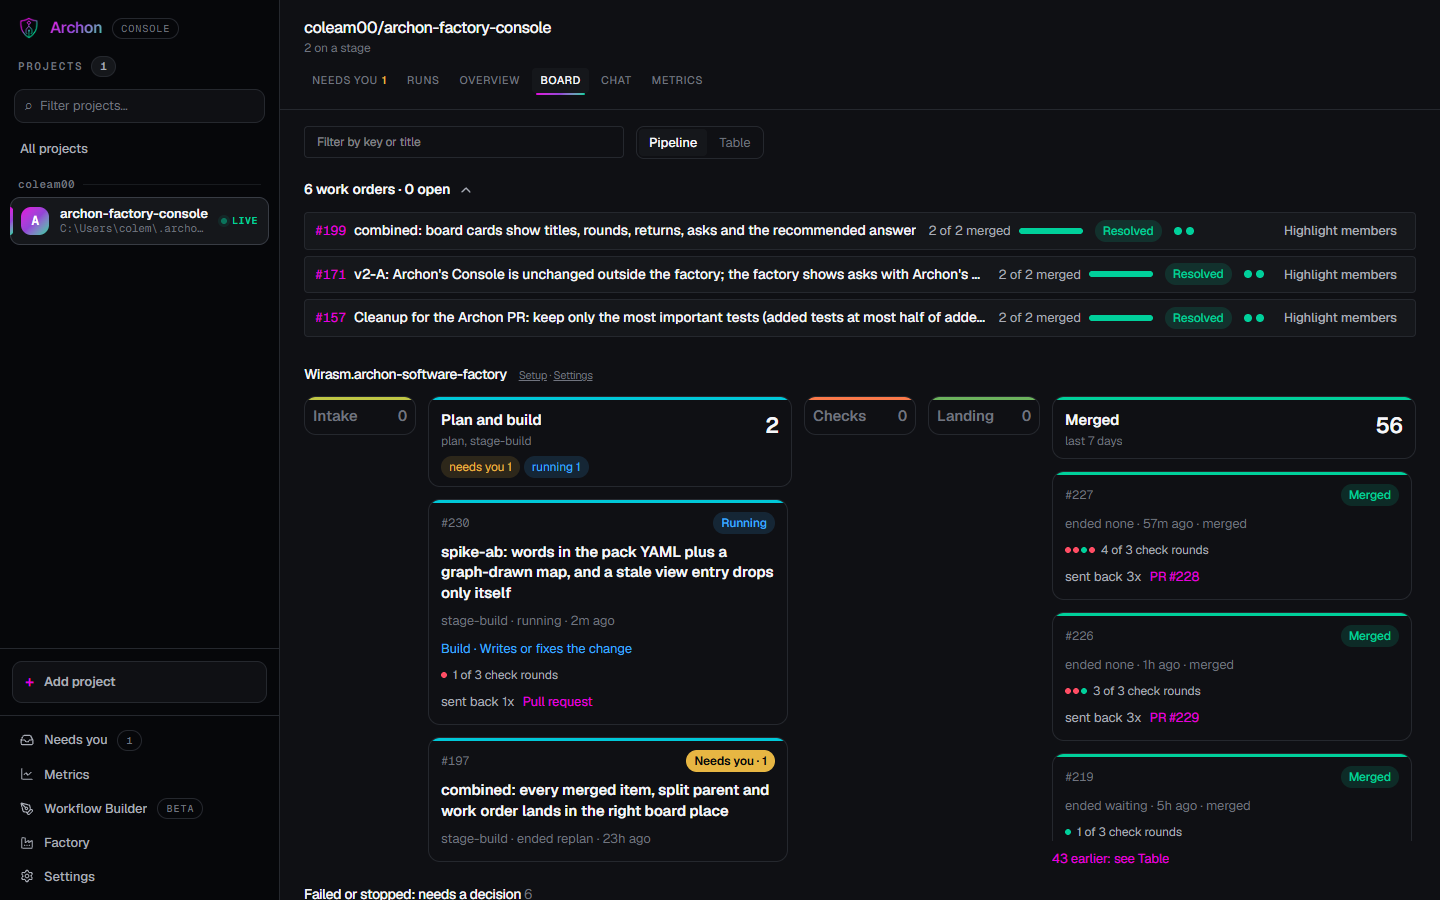 Archon CONSOLE
PROJECTS 1
Filter projects...
All projects
coleam00
A archon-factory-console LIVE
C:\Users\colem\.archo...
+ Add project
Needs you 1
Metrics
Workflow Builder BETA
Factory
Settings
coleam00/archon-factory-console
2 on a stage
NEEDS YOU 1 RUNS OVERVIEW BOARD CHAT METRICS
Filter by key or title
Pipeline Table
6 work orders · 0 open
#199 combined: board cards show titles, rounds, returns, asks and the recommended answer 2 of 2 merged Resolved Highlight members
#171 v2-A: Archon's Console is unchanged outside the factory; the factory shows asks with Archon's ... 2 of 2 merged Resolved Highlight members
#157 Cleanup for the Archon PR: keep only the most important tests (added tests at most half of adde... 2 of 2 merged Resolved Highlight members
Wirasm.archon-software-factory Setup · Settings
Intake 0
Plan and build 2
plan, stage-build
needs you 1 running 1
#230 Running
spike-ab: words in the pack YAML plus a
graph-drawn map, and a stale view entry drops
only itself
stage-build · running · 2m ago
Build · Writes or fixes the change
1 of 3 check rounds
sent back 1x Pull request
#197 Needs you · 1
combined: every merged item, split parent and
work order lands in the right board place
stage-build · ended replan · 23h ago
Checks 0
Landing 0
Merged 56
last 7 days
#227 Merged
ended none · 57m ago · merged
4 of 3 check rounds
sent back 3x PR #228
#226 Merged
ended none · 1h ago · merged
3 of 3 check rounds
sent back 3x PR #229
#219 Merged
ended waiting · 5h ago · merged
1 of 3 check rounds
43 earlier: see Table
Failed or stopped: needs a decision 6